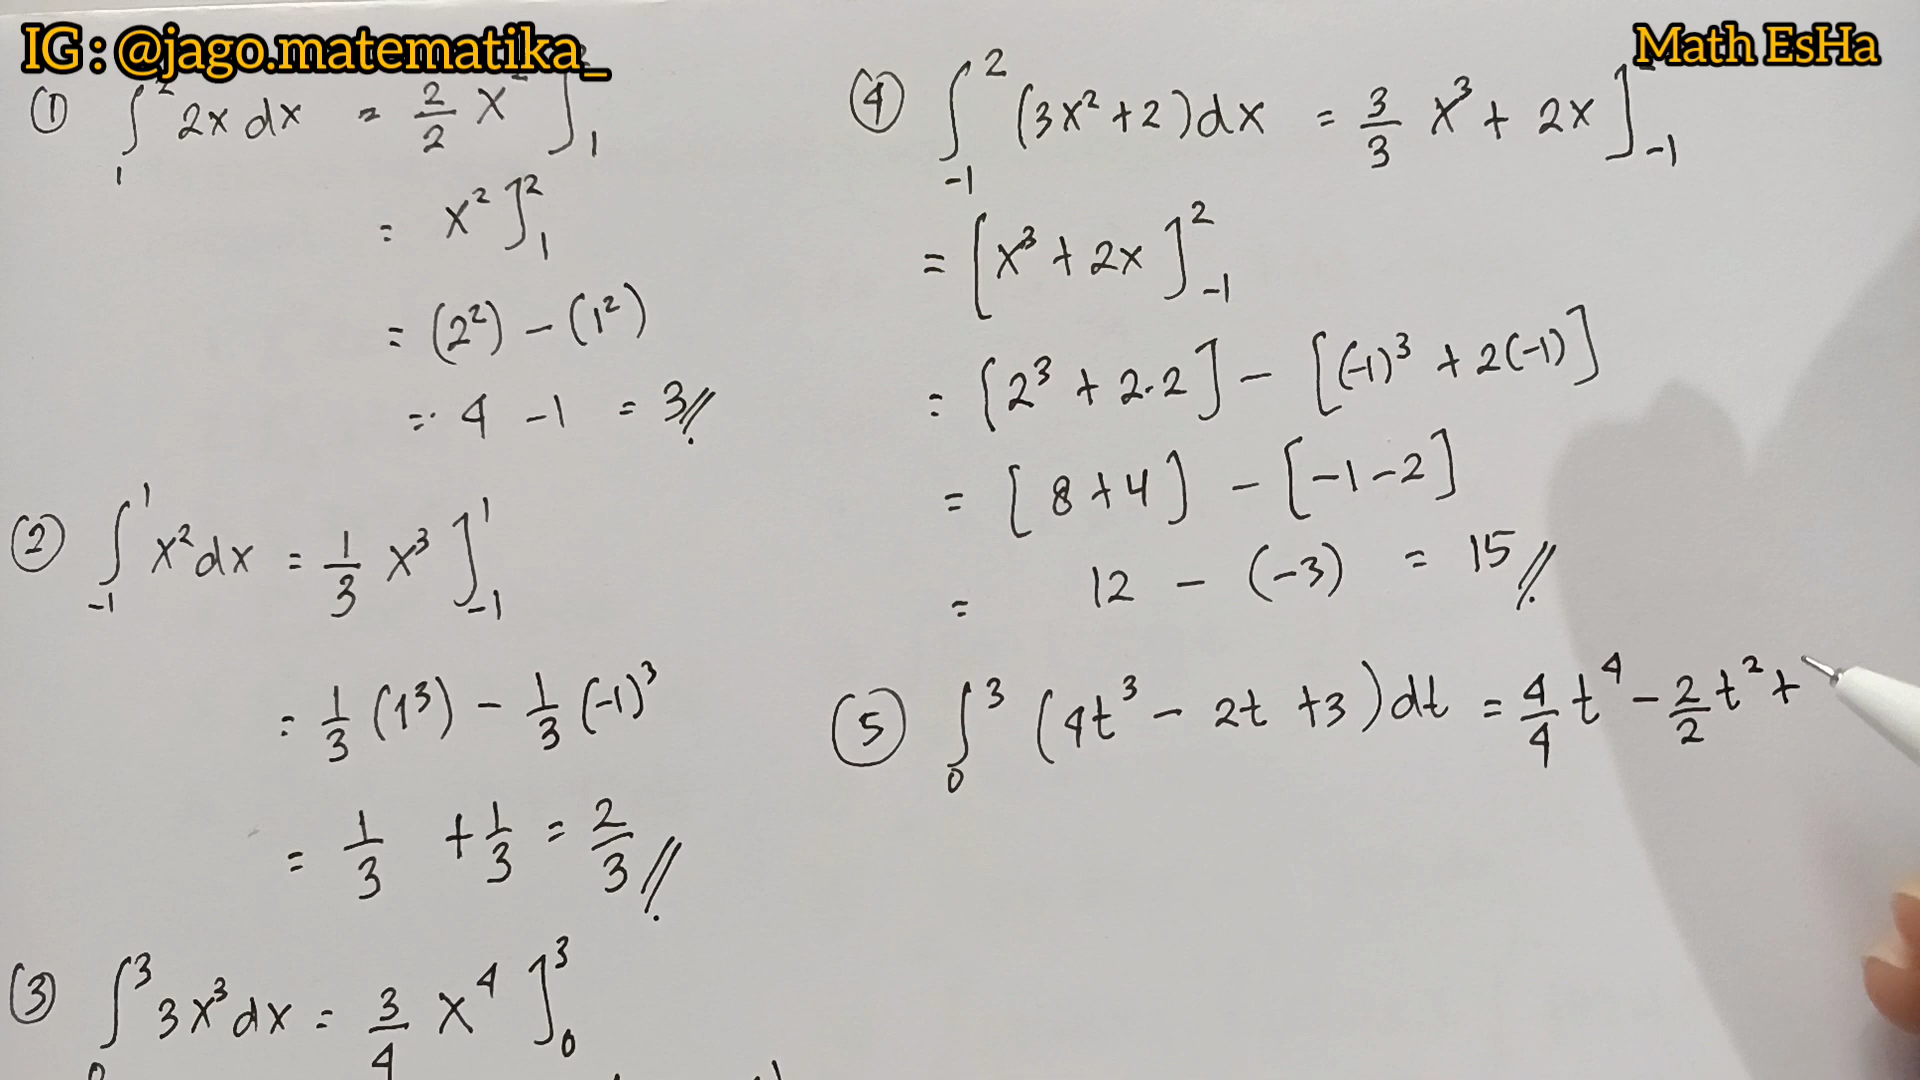 IG : @jago.matematika_
Math EsHa
① ∫₁² 2x dx = 2/2 x² ]₁
= x² ]₁²
= (2²) - (1²)
= 4 - 1 = 3//
② ∫₋₁¹ x² dx = 1/3 x³ ]₋₁¹
= 1/3 (1³) - 1/3 (-1)³
= 1/3 + 1/3 = 2/3 //
③ ∫₀³ 3x³ dx = 3/4 x⁴ ]₀³
④ ∫₋₁² (3x² + 2) dx = 3/3 x³ + 2x ]₋₁
= [x³ + 2x]₋₁²
= [2³ + 2.2] - [(-1)³ + 2(-1)]
= [8 + 4] - [-1 - 2]
= 12 - (-3) = 15 //
⑤ ∫₀³ (4t³ - 2t + 3) dt = 4/4 t⁴ - 2/2 t² +